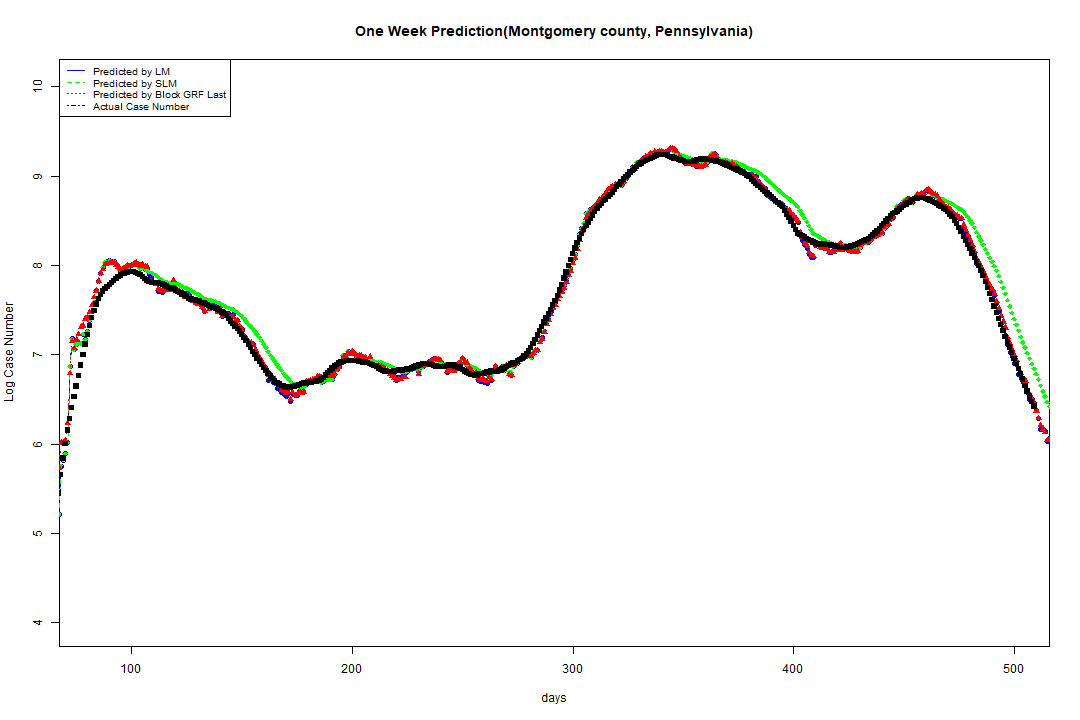 One Week Prediction(Montgomery county, Pennsylvania)
Predicted by LM
Predicted by SLM
Predicted by Block GRF Last
Actual Case Number
10
9
8
7
6
5
4
Log Case Number
100 200 300 400 500
days